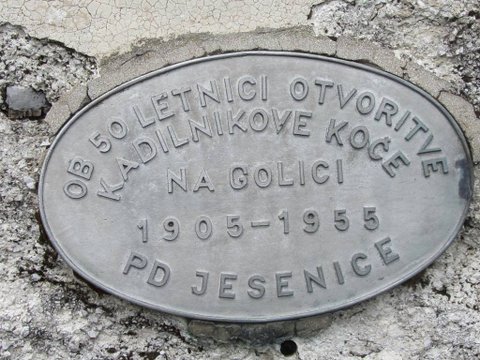 OB 50 LETNICI OTVORITVE
KADILNIKOVE KOČE
NA GOLICI
1905-1955
PD JESENICE